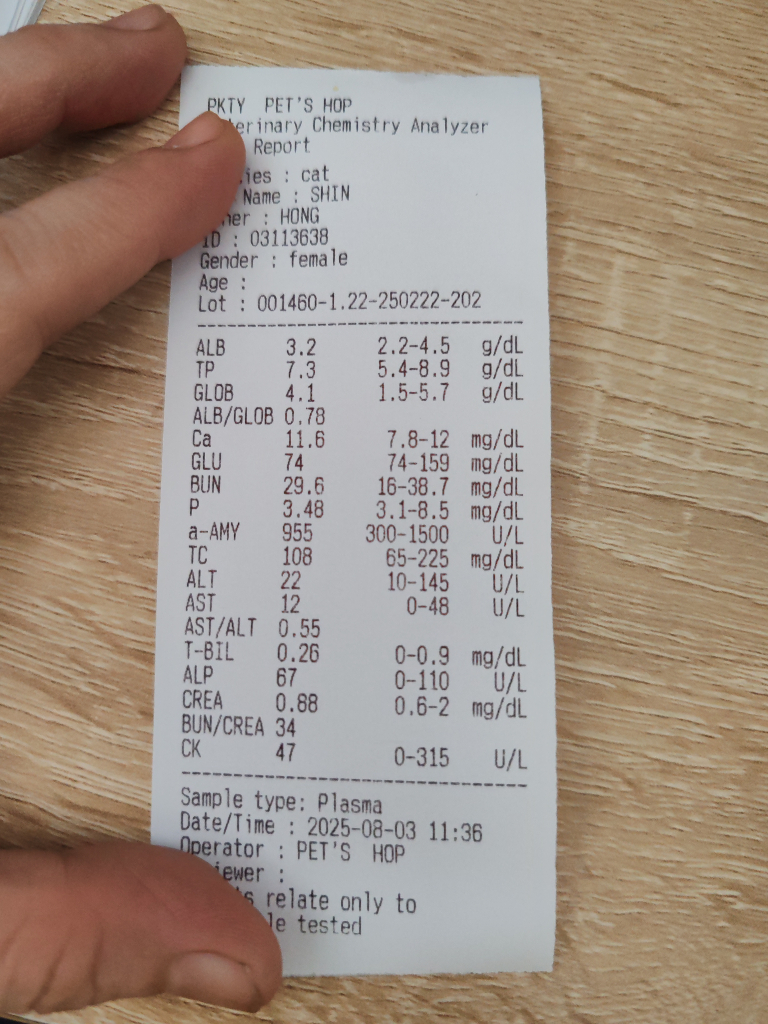 PKTY PET'S HOP
erinary Chemistry Analyzer
Report
ies : cat
Name : SHIN
ner : HONG
ID : 03113638
Gender : female
Age :
Lot : 001460-1.22-250222-202
ALB 3.2 2.2-4.5 g/dL
TP 7.3 5.4-8.9 g/dL
GLOB 4.1 1.5-5.7 g/dL
ALB/GLOB 0.78
Ca 11.6 7.8-12 mg/dL
GLU 74 74-159 mg/dL
BUN 29.6 16-38.7 mg/dL
P 3.48 3.1-8.5 mg/dL
a-AMY 955 300-1500 U/L
TC 108 65-225 mg/dL
ALT 22 10-145 U/L
AST 12 0-48 U/L
AST/ALT 0.55
T-BIL 0.26 0-0.9 mg/dL
ALP 67 0-110 U/L
CREA 0.88 0.6-2 mg/dL
BUN/CREA 34
CK 47 0-315 U/L
Sample type: Plasma
Date/Time : 2025-08-03 11:36
Operator : PET'S HOP
iewer :
s relate only to
le tested